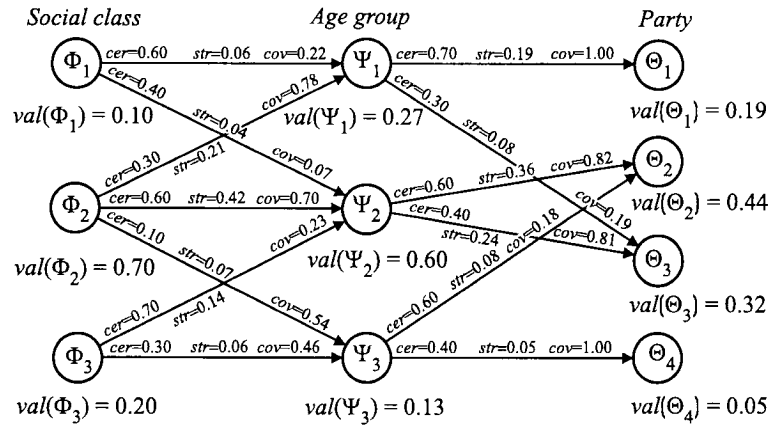 Social class Age group Party
Φ₁ cer=0.60 str=0.06 cov=0.22 Ψ₁ cer=0.70 str=0.19 cov=1.00 Θ₁
cer=0.40 cov=0.78 cer=0.30
val(Φ₁) = 0.10 val(Ψ₁) = 0.27 val(Θ₁) = 0.19
str=0.04 str=0.08
cer=0.30 str=0.21 cov=0.07
Φ₂ cer=0.60 str=0.42 cov=0.70 Ψ₂ cer=0.60 str=0.36 cov=0.82 Θ₂
cer=0.10 cov=0.23 cer=0.40 str=0.24 cov=0.18 cov=0.19 cov=0.81
val(Θ₂) = 0.44
val(Φ₂) = 0.70 val(Ψ₂) = 0.60 Θ₃
str=0.07 str=0.08
val(Θ₃) = 0.32
cer=0.70 str=0.14 cov=0.54 cer=0.60
Φ₃ cer=0.30 str=0.06 cov=0.46 Ψ₃ cer=0.40 str=0.05 cov=1.00 Θ₄
val(Φ₃) = 0.20 val(Ψ₃) = 0.13 val(Θ₄) = 0.05